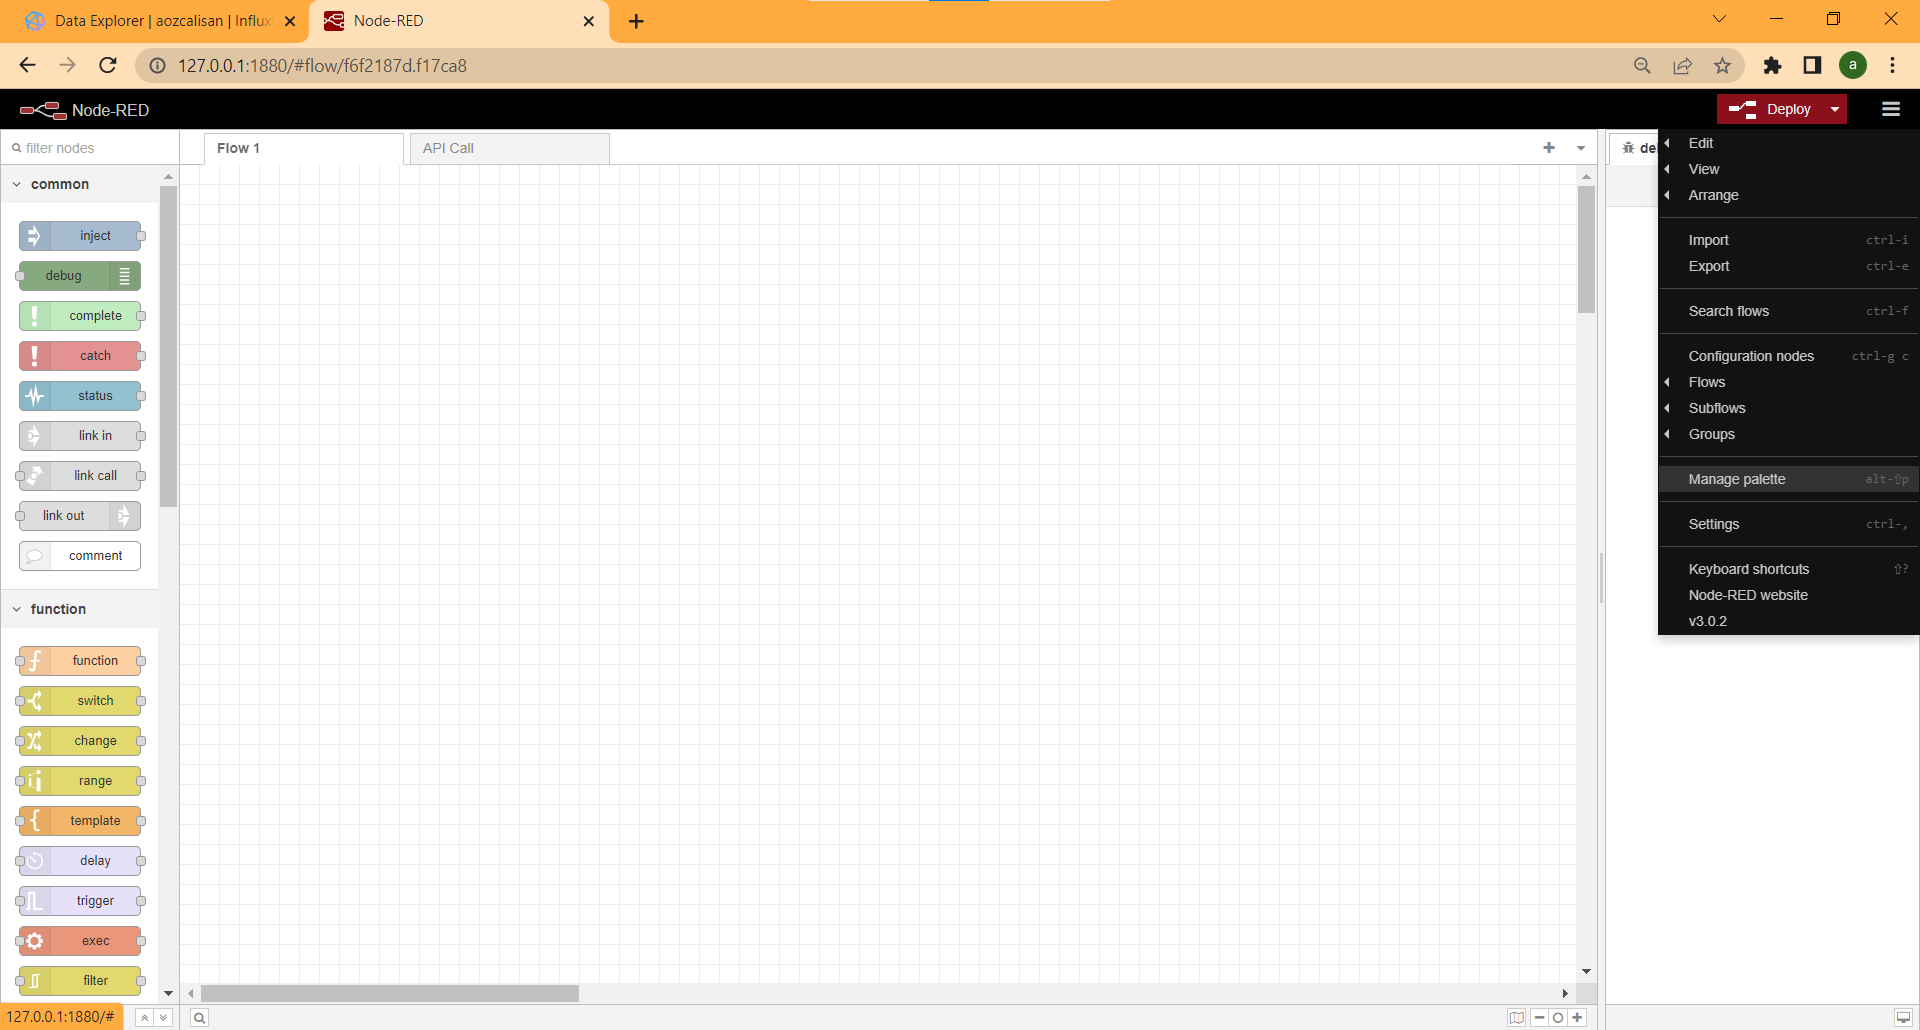 Data Explorer | aozcalisan | Influx
Node-RED
127.0.0.1:1880/#flow/f6f2187d.f17ca8
a
Node-RED
Deploy
filter nodes
Flow 1
API Call
de
common
inject
debug
complete
catch
status
link in
link call
link out
comment
function
function
switch
change
range
template
delay
trigger
exec
filter
Edit
View
Arrange
Import ctrl-i
Export ctrl-e
Search flows ctrl-f
Configuration nodes ctrl-g c
Flows
Subflows
Groups
Manage palette alt-⇧p
Settings ctrl-,
Keyboard shortcuts ⇧?
Node-RED website
v3.0.2
127.0.0.1:1880/#